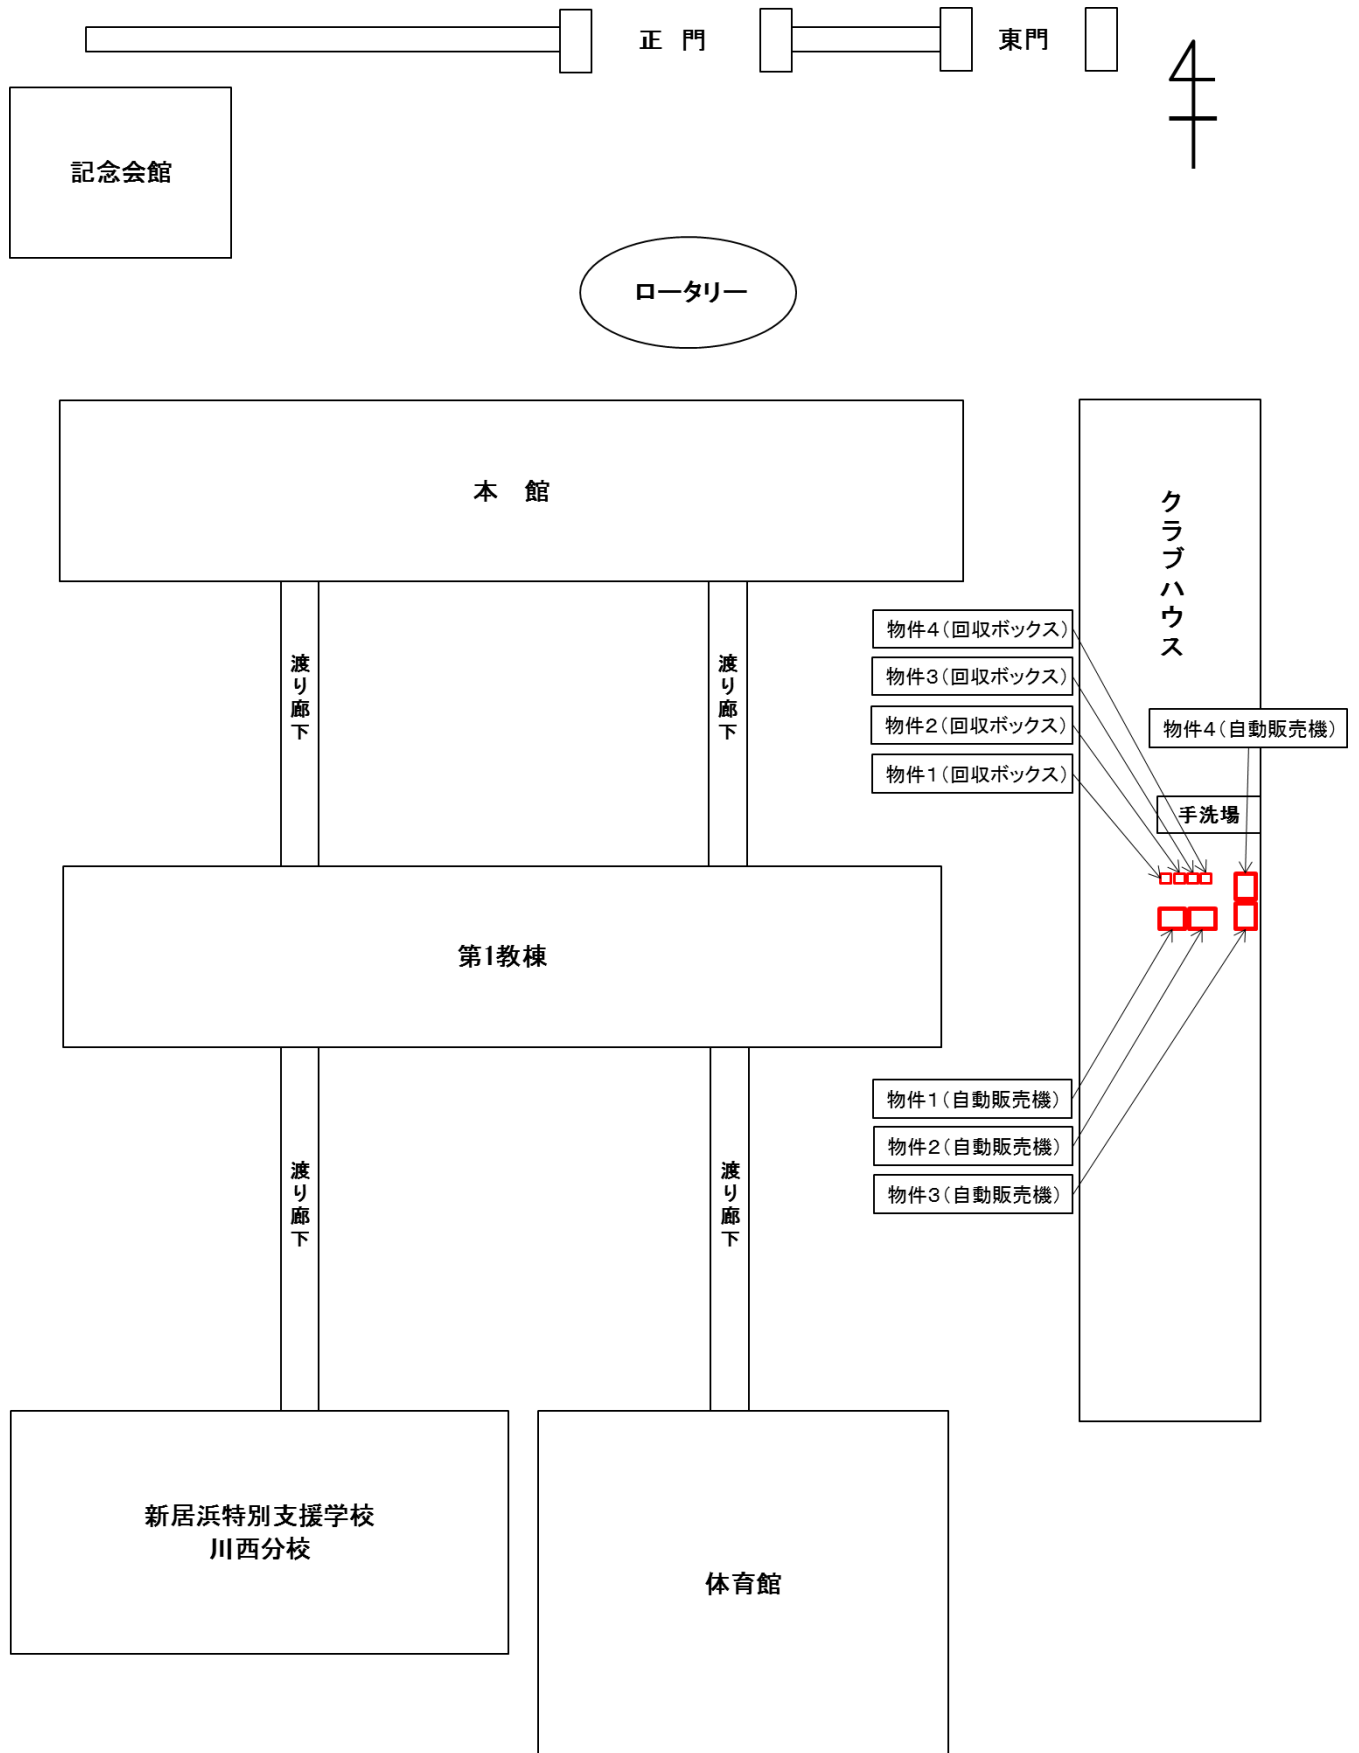 正　門
東門
記念会館
ロータリー
本　館
クラブハウス
渡り廊下
渡り廊下
物件4（回収ボックス）
物件3（回収ボックス）
物件2（回収ボックス）
物件1（回収ボックス）
物件4（自動販売機）
手洗場
第1教棟
物件1（自動販売機）
物件2（自動販売機）
物件3（自動販売機）
渡り廊下
渡り廊下
新居浜特別支援学校
川西分校
体育館